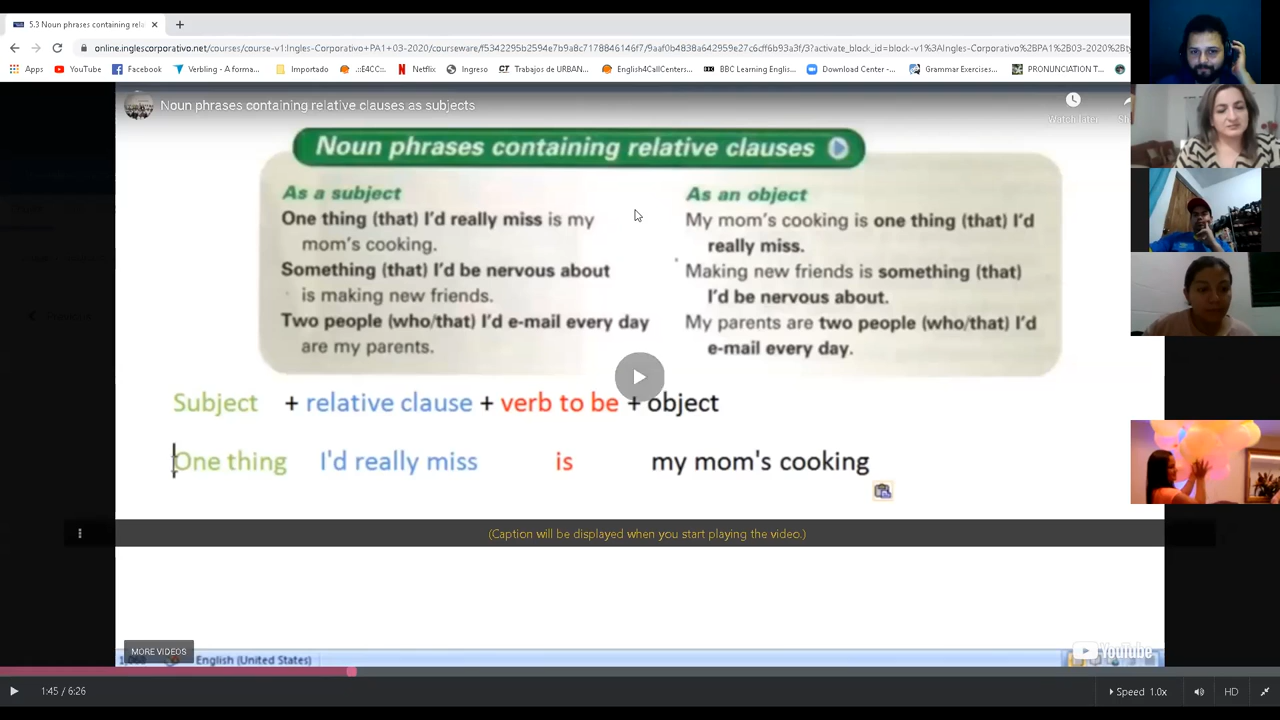 5.3 Noun phrases containing rela
online.inglescorporativo.net/courses/course-v1:Ingles-Corporativo+PA1+03-2020/courseware/f5342295b2594e7b9a8c7178846146f7/9aaf0b4838a642959e27c6cff6b93a3f/3?activate_block_id=block-v1%3AIngles-Corporativo%2BPA1%2B03-2020%2Bty
Apps YouTube Facebook Verbling - A forma... Importado .:::E4CC::. Netflix Ingreso Trabajos de URBAN... English4CallCenters... BBC Learning Englis... Download Center -... Grammar Exercises... PRONUNCIATION T...
Noun phrases containing relative clauses as subjects
Watch later
Noun phrases containing relative clauses
As a subject
One thing (that) I'd really miss is my
mom's cooking.
Something (that) I'd be nervous about
is making new friends.
Two people (who/that) I'd e-mail every day
are my parents.
As an object
My mom's cooking is one thing (that) I'd
really miss.
Making new friends is something (that)
I'd be nervous about.
My parents are two people (who/that) I'd
e-mail every day.
Subject + relative clause + verb to be + object
One thing I'd really miss is my mom's cooking
(Caption will be displayed when you start playing the video.)
MORE VIDEOS
English (United States)
YouTube
1:45 / 6:26
Speed 1.0x
HD